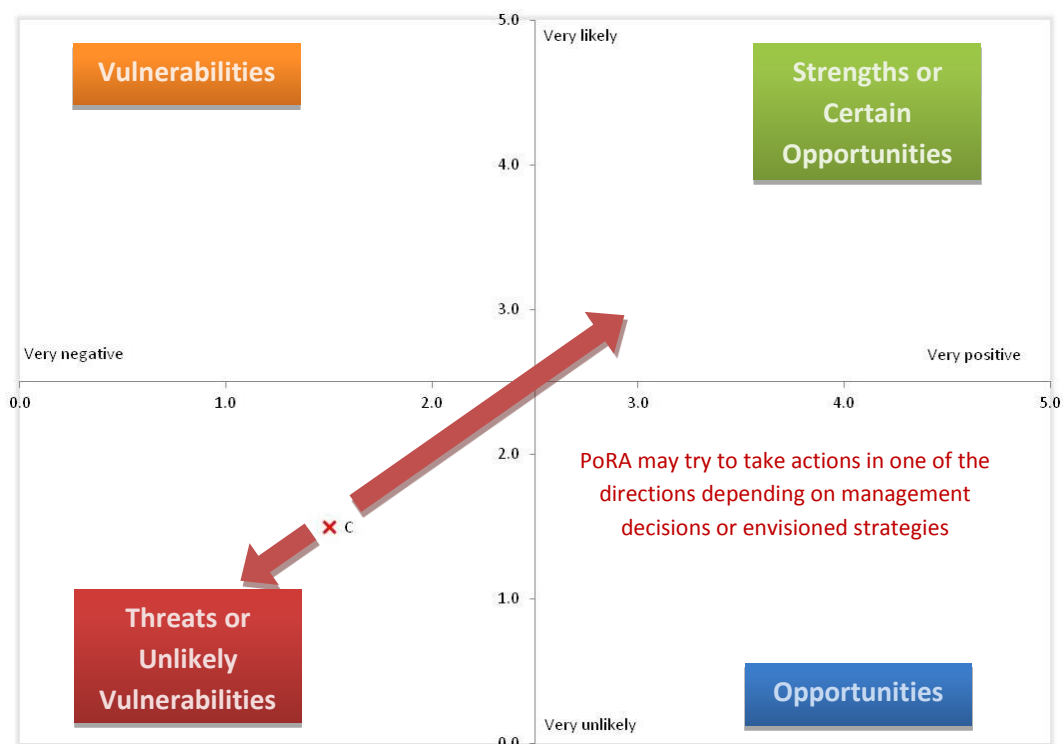 5.0
Very likely
Vulnerabilities
Strengths or
Certain
Opportunities
4.0
3.0
Very negative
Very positive
0.0 1.0 2.0 3.0 4.0 5.0
2.0
PoRA may try to take actions in one of the
directions depending on management
decisions or envisioned strategies
C
1.0
Threats or
Unlikely
Vulnerabilities
Opportunities
Very unlikely
0.0